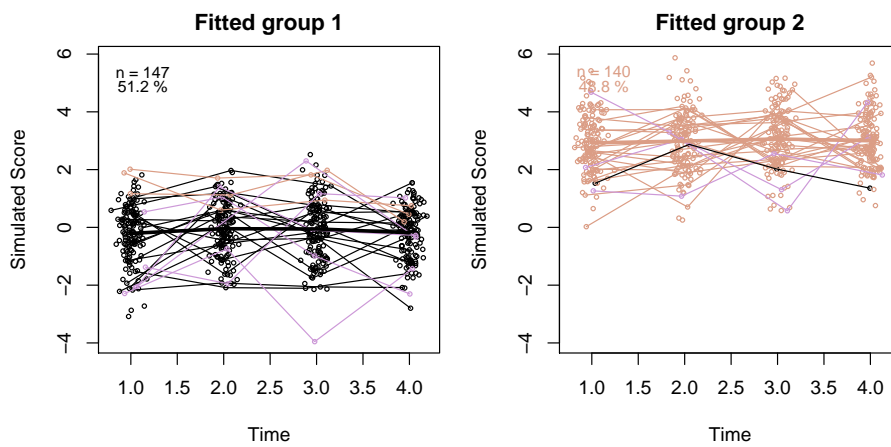 Fitted group 1
Simulated Score
6
4
2
0
−2
−4
n = 147
51.2 %
1.0 1.5 2.0 2.5 3.0 3.5 4.0
Time
Fitted group 2
Simulated Score
6
4
2
0
−2
−4
n = 140
48.8 %
1.0 1.5 2.0 2.5 3.0 3.5 4.0
Time